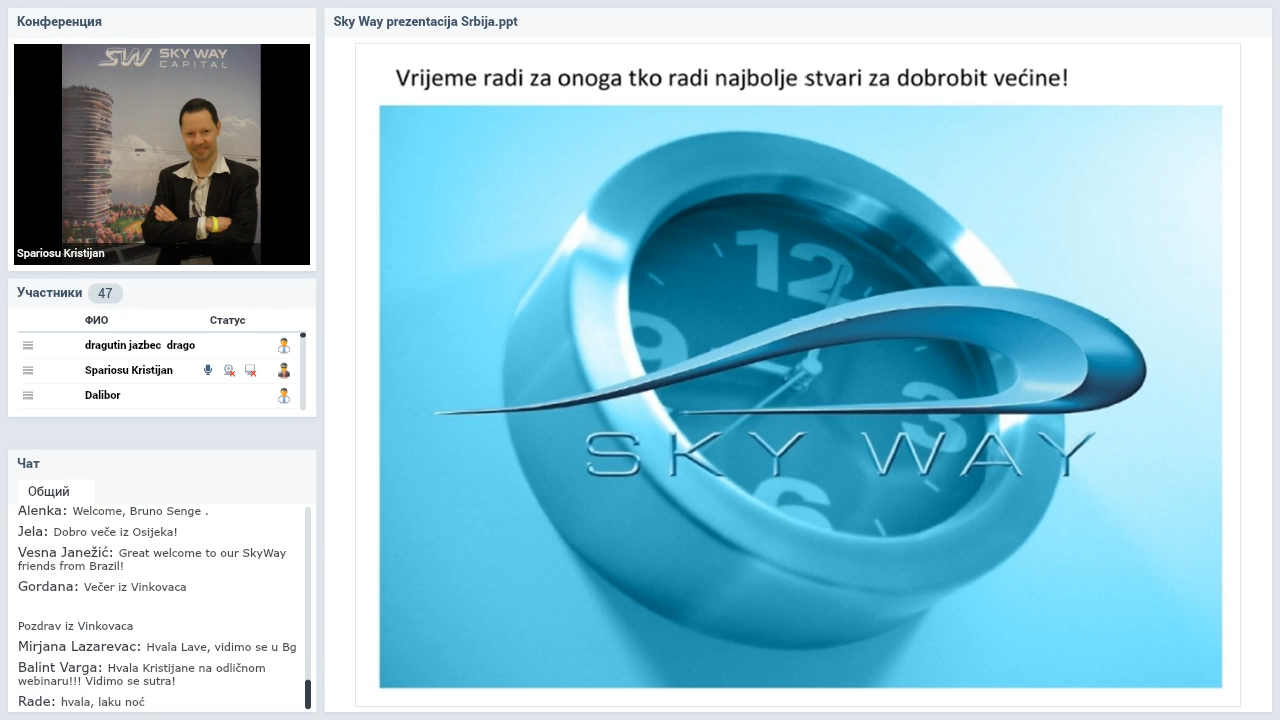 Конференция
SW SKY WAY
CAPITAL
Spariosu Kristijan
Участники 47
ФИО Статус
dragutin jazbec drago
Spariosu Kristijan
Dalibor
Чат
Общий
Alenka: Welcome, Bruno Senge .
Jela: Dobro veče iz Osijeka!
Vesna Janežić: Great welcome to our SkyWay
friends from Brazil!
Gordana: Večer iz Vinkovaca
Pozdrav iz Vinkovaca
Mirjana Lazarevac: Hvala Lave, vidimo se u Bg
Balint Varga: Hvala Kristijane na odličnom
webinaru!!! Vidimo se sutra!
Rade: hvala, laku noć
Sky Way prezentacija Srbija.ppt
Vrijeme radi za onoga tko radi najbolje stvari za dobrobit većine!
12
9
3
6
SKY WAY